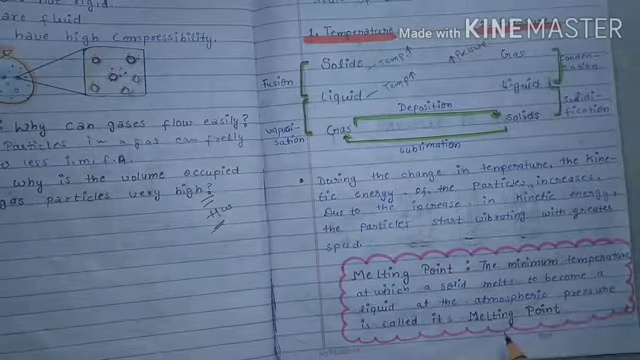 are fluid
have high Compressibility.
: Why can gases flow easily?
Particles in a gas can frelly
less i.m.f.A.
why is the volume occupied
gas particles very high?
HW
1. Temperature
Made with KINEMASTER
Solids - Temp↑
↑ Pressure
Gas
Fusion
Conden-
sation
Liquid - Temp↑
Liquid
Deposition
Solidi-
fication
vapori-
sation
Gas
Solids
Sublimation
• During the change in temperature, the kine-
tic energy of the particles increases.
Due to the increase in kinetic energy,
the particles start vibrating with greater
speed.
Melting Point : The minimum temperature
at which a solid melts to become a
liquid at the atmospheric pressure
is called its Melting Point